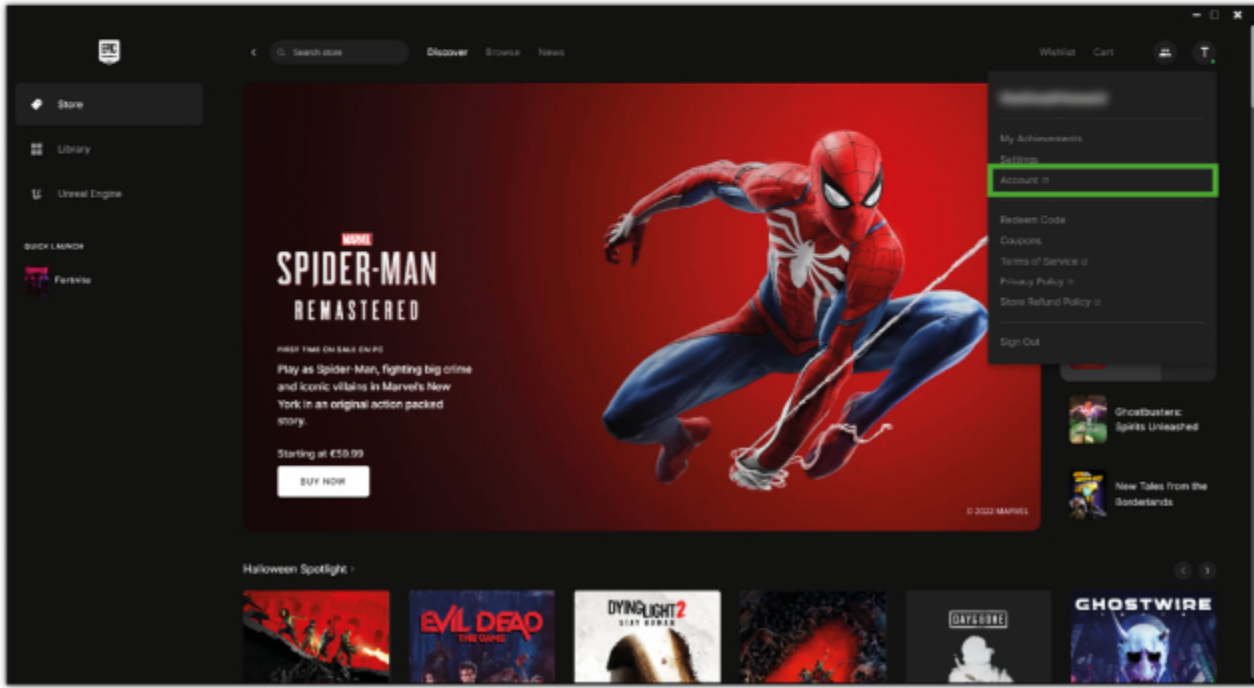 EPIC
Search store
Discover
Browse
News
Wishlist
Cart
T
Store
Library
Unreal Engine
QUICK LAUNCH
Fortnite
My Achievements
Settings
Account
Redeem Code
Coupons
Terms of Service
Privacy Policy
Store Refund Policy
Sign Out
MARVEL
SPIDER-MAN
REMASTERED
FIRST TIME ON SALE ON PC
Play as Spider-Man, fighting big crime
and iconic villains in Marvel's New
York in an original action packed
story.
Starting at €59.99
BUY NOW
© 2022 MARVEL
Ghostbusters:
Spirits Unleashed
New Tales from the
Borderlands
Halloween Spotlight
EVIL DEAD
THE GAME
DYING LIGHT 2
STAY HUMAN
DAYS GONE
GHOSTWIRE